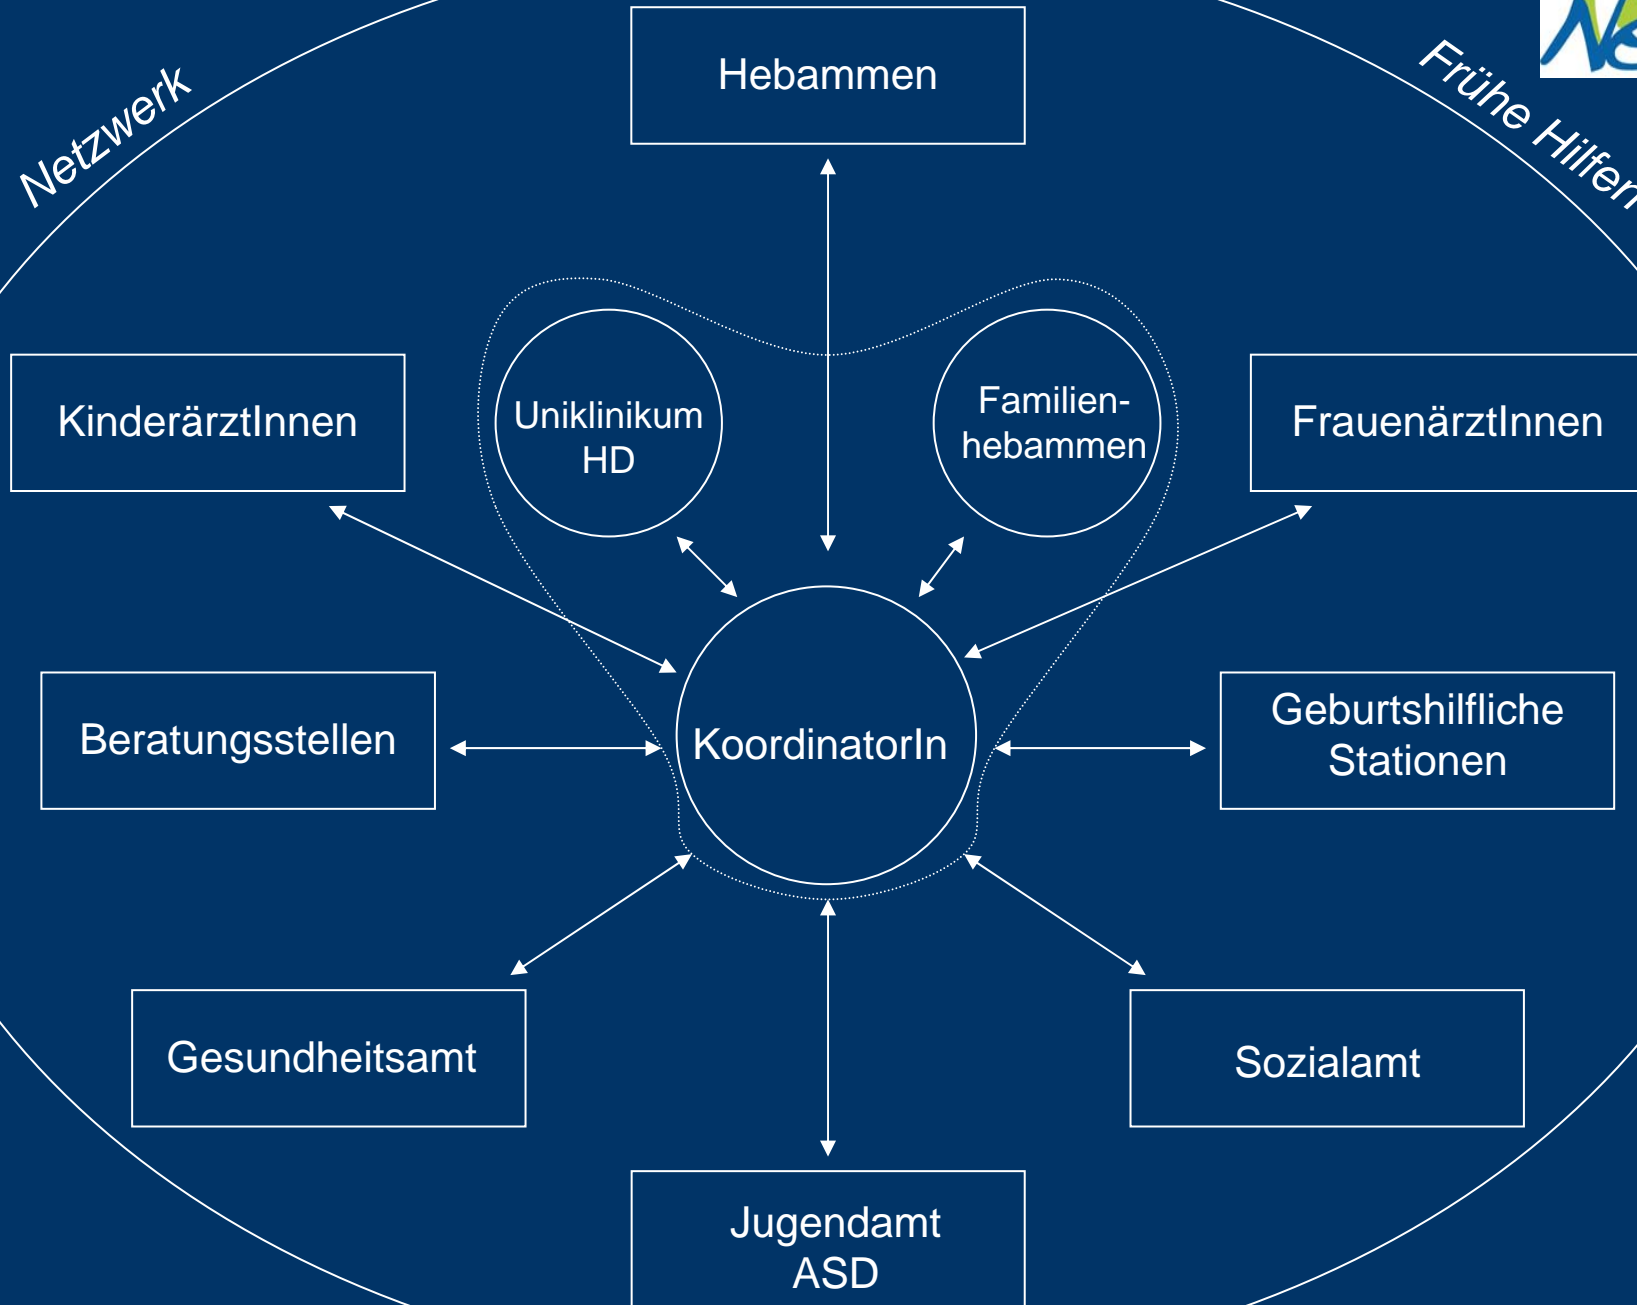 Netzwerk
Frühe Hilfen
Hebammen
KinderärztInnen
Uniklinikum
HD
Familien-
hebammen
FrauenärztInnen
Beratungsstellen
KoordinatorIn
Geburtshilfliche
Stationen
Gesundheitsamt
Sozialamt
Jugendamt
ASD